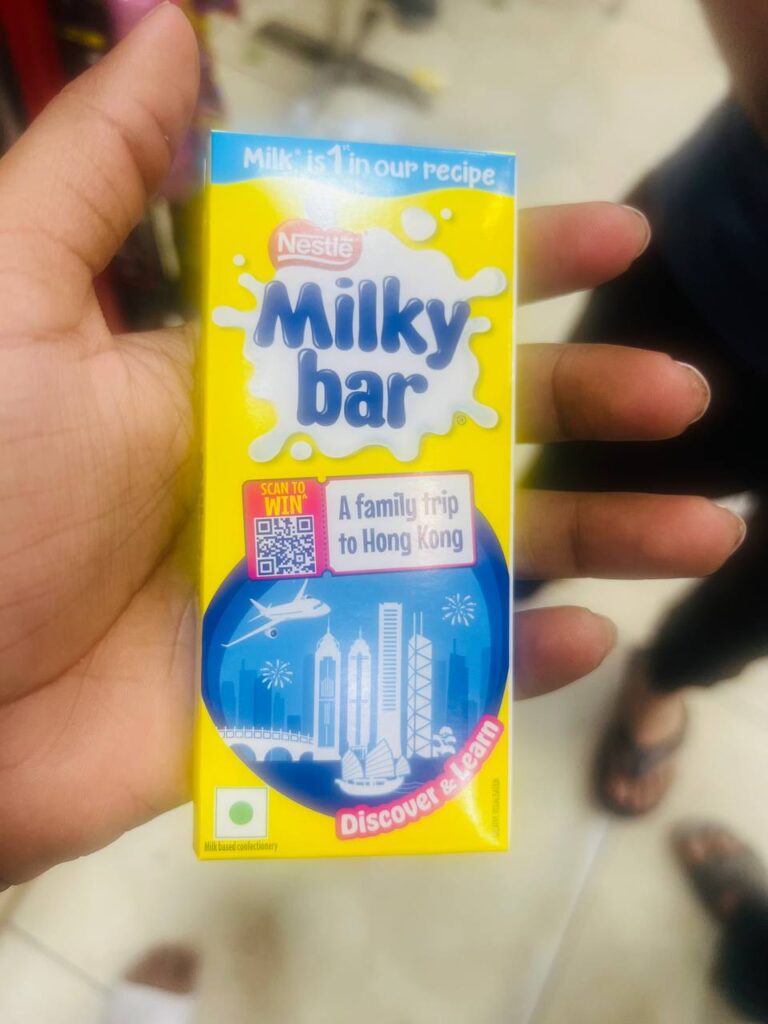 Milk* is 1st in our recipe
Nestlé
Milky
bar
®
SCAN TO
WIN^
A family trip
to Hong Kong
Discover & Learn
Milk based confectionery